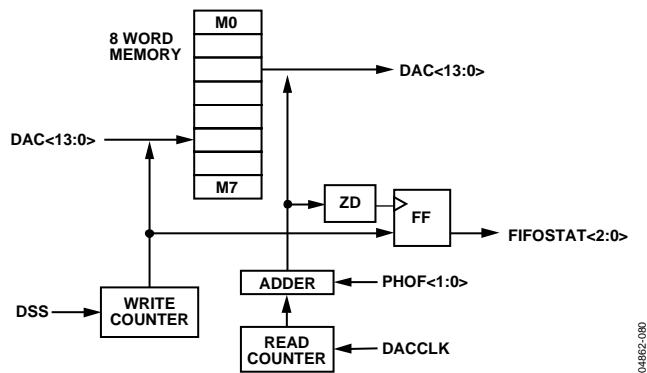 M0
8 WORD
MEMORY
DAC<13:0>
DAC<13:0>
M7
ZD
FF
FIFOSTAT<2:0>
ADDER
PHOF<1:0>
DSS
WRITE
COUNTER
READ
COUNTER
DACCLK
04862-080